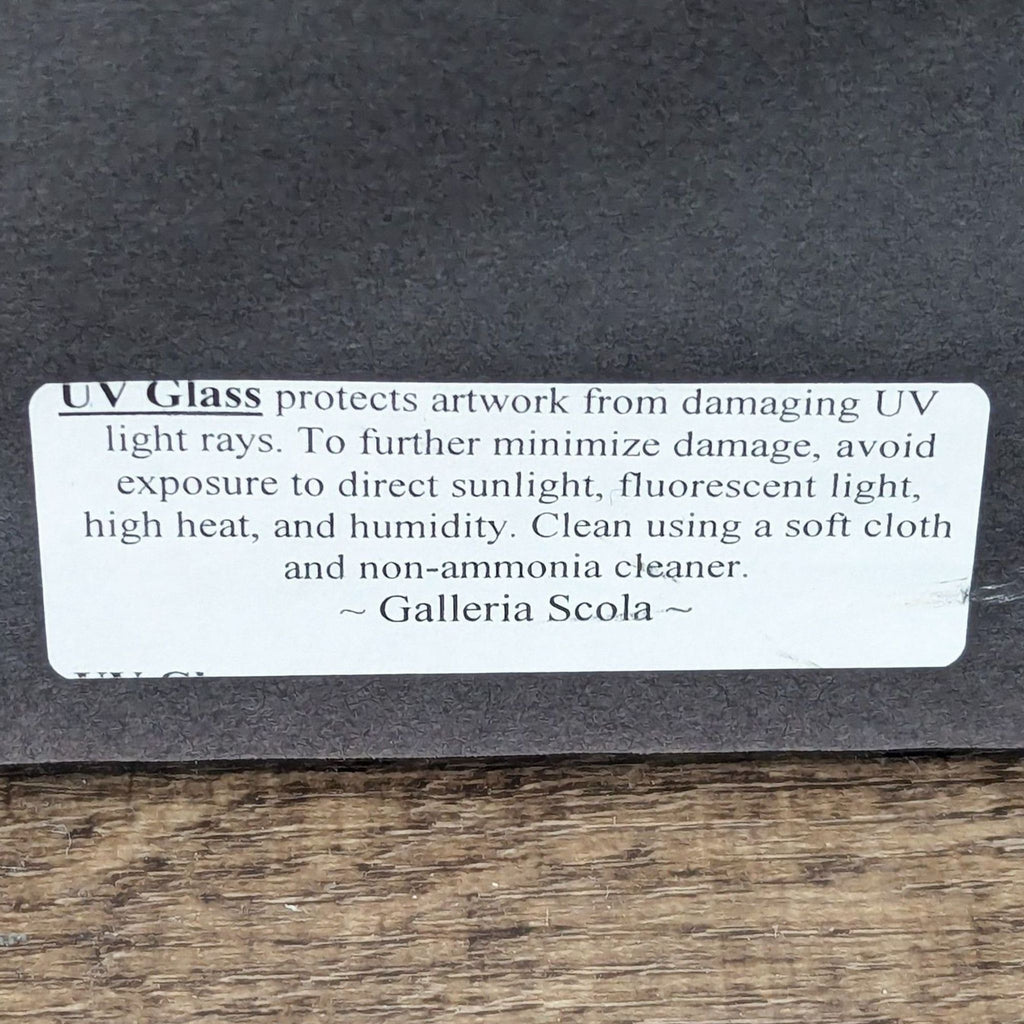 UV Glass protects artwork from damaging UV
light rays. To further minimize damage, avoid
exposure to direct sunlight, fluorescent light,
high heat, and humidity. Clean using a soft cloth
and non-ammonia cleaner.
~ Galleria Scola ~